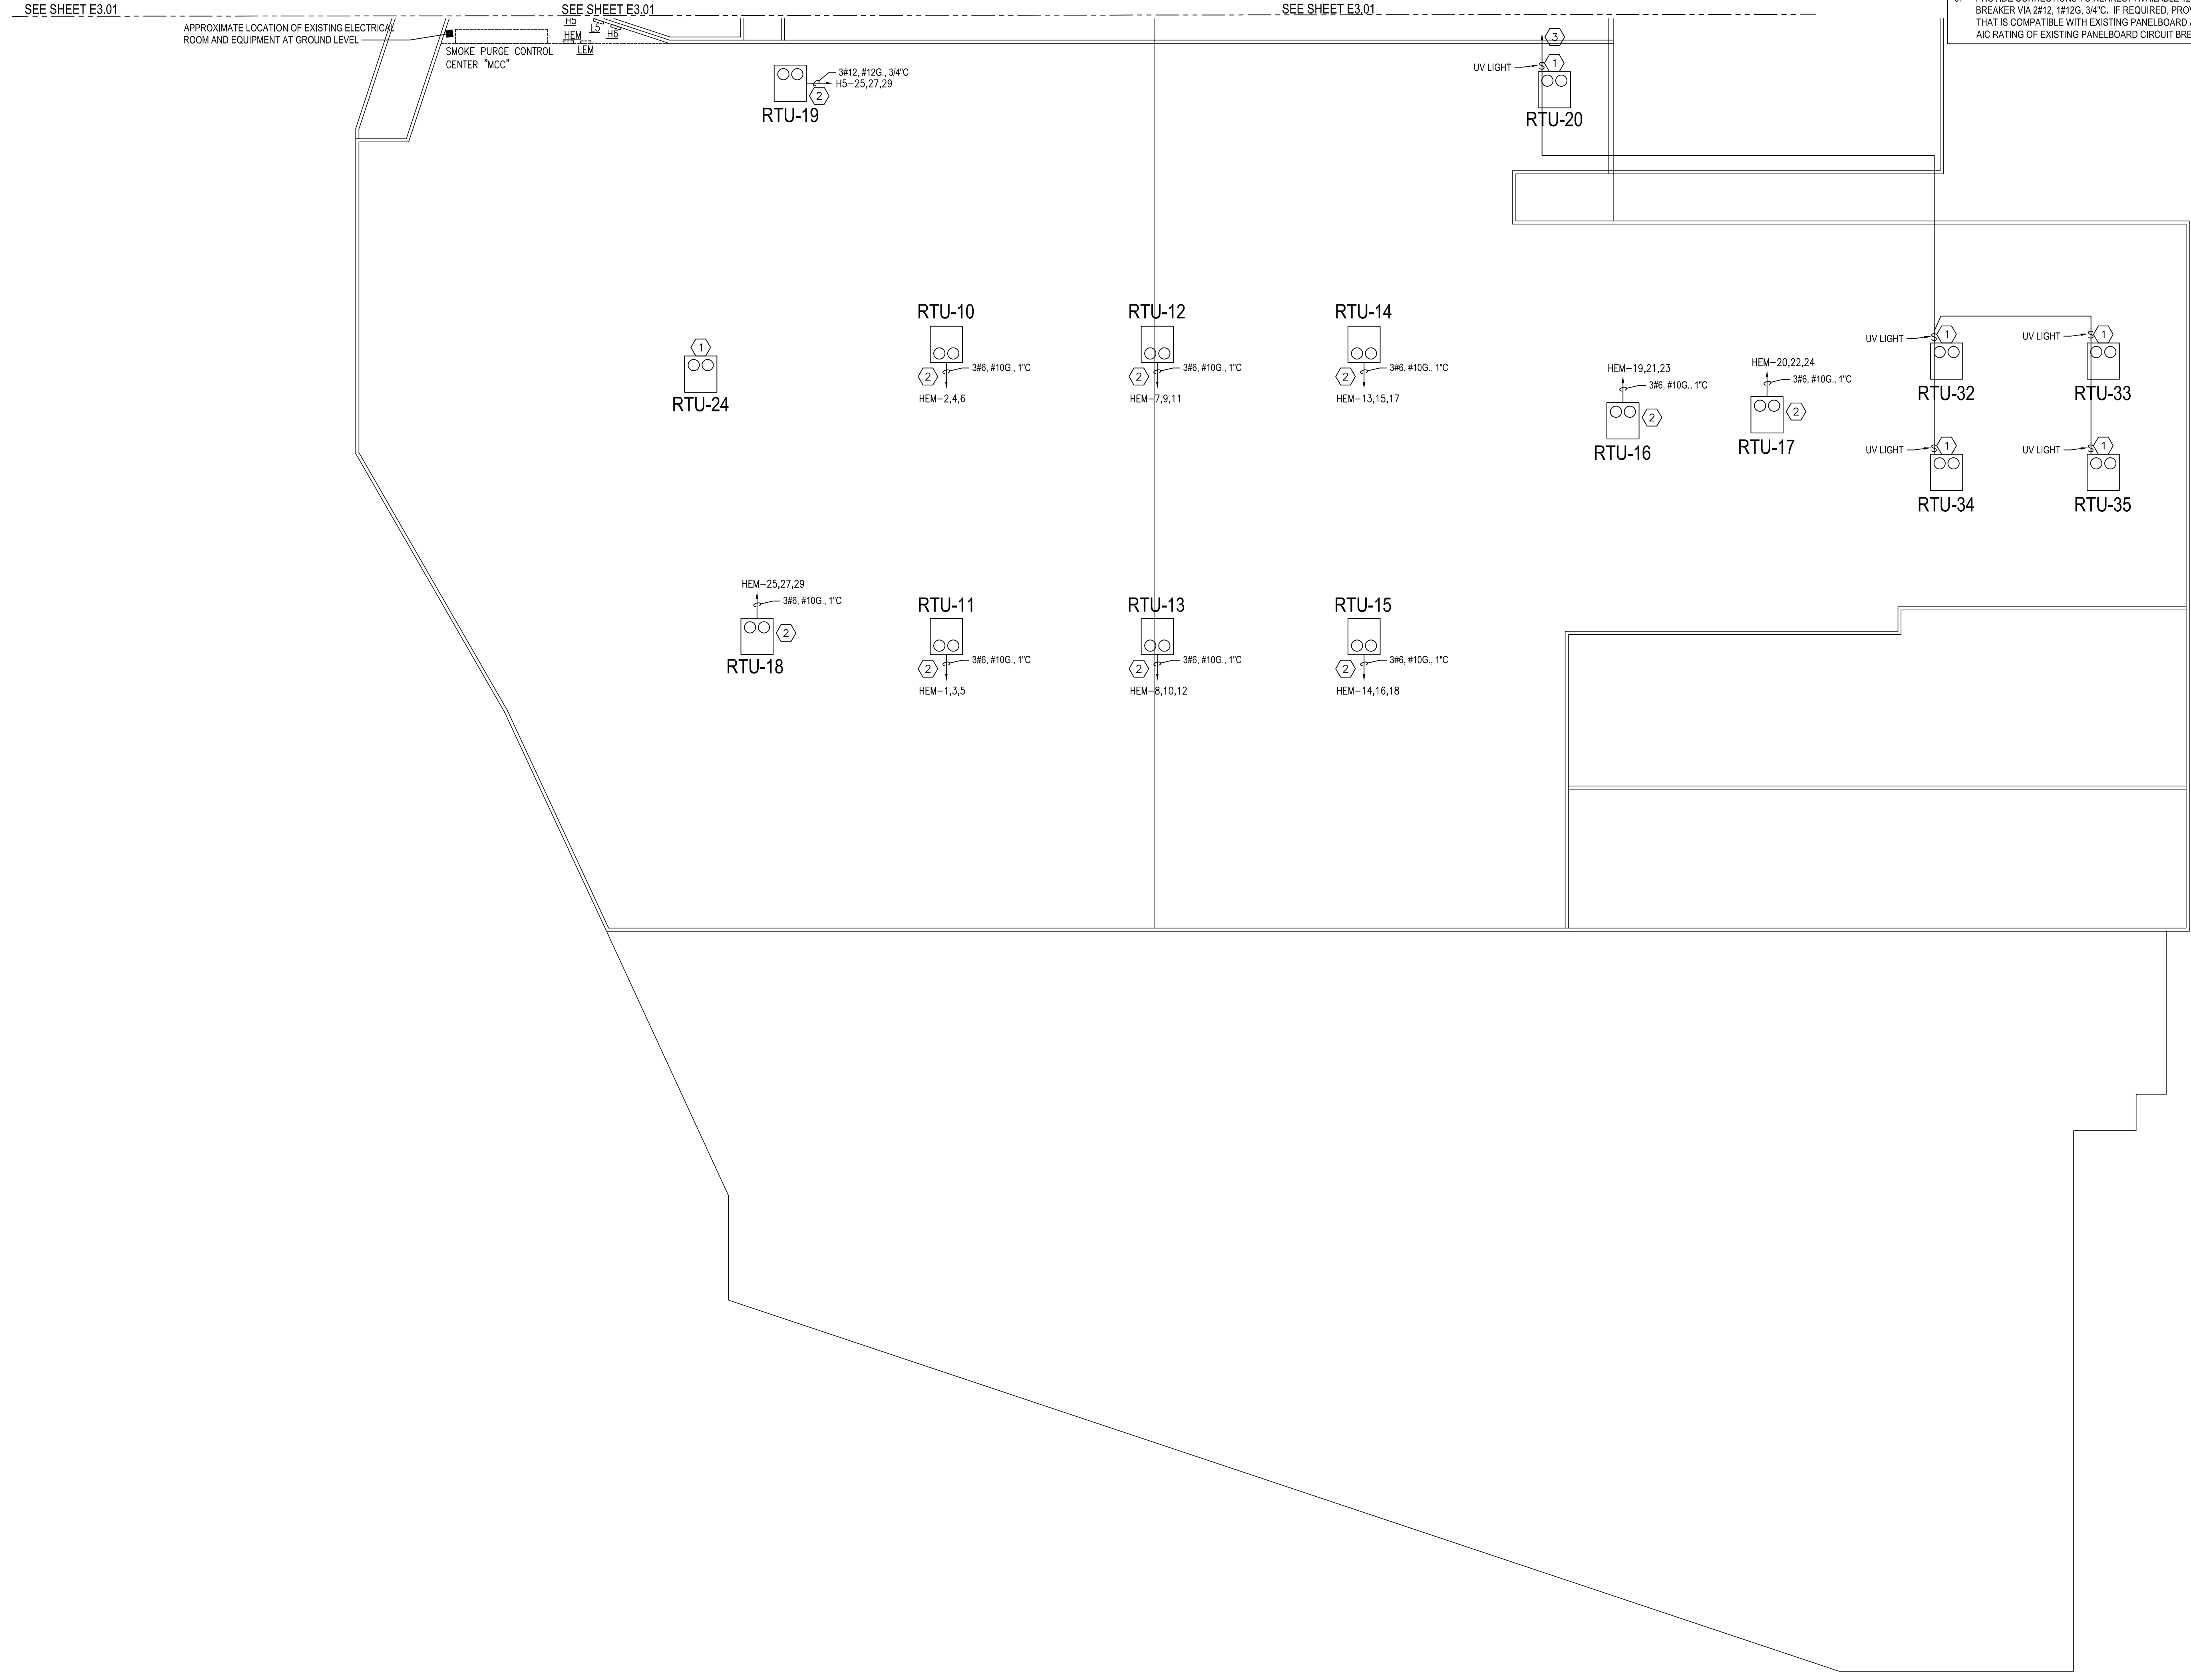 SEE SHEET E3.01
SEE SHEET E3.01
SEE SHEET E3.01
BREAKER VIA 2#12, 1#12G, 3/4"C. IF REQUIRED, PROV
THAT IS COMPATIBLE WITH EXISTING PANELBOARD
AIC RATING OF EXISTING PANELBOARD CIRCUIT BRE
APPROXIMATE LOCATION OF EXISTING ELECTRICAL
ROOM AND EQUIPMENT AT GROUND LEVEL
H5
L5
H6
HEM
LEM
SMOKE PURGE CONTROL
CENTER "MCC"
3#12, #12G., 3/4"C
H5-25,27,29
2
RTU-19
3
UV LIGHT
S
1
RTU-20
RTU-10
3#6, #10G., 1"C
2
HEM-2,4,6
RTU-12
3#6, #10G., 1"C
2
HEM-7,9,11
RTU-14
3#6, #10G., 1"C
2
HEM-13,15,17
1
RTU-24
HEM-19,21,23
3#6, #10G., 1"C
2
RTU-16
HEM-20,22,24
3#6, #10G., 1"C
2
RTU-17
UV LIGHT
S
1
RTU-32
UV LIGHT
S
1
RTU-33
UV LIGHT
S
1
RTU-34
UV LIGHT
S
1
RTU-35
HEM-25,27,29
3#6, #10G., 1"C
2
RTU-18
RTU-11
3#6, #10G., 1"C
2
HEM-1,3,5
RTU-13
3#6, #10G., 1"C
2
HEM-8,10,12
RTU-15
3#6, #10G., 1"C
2
HEM-14,16,18